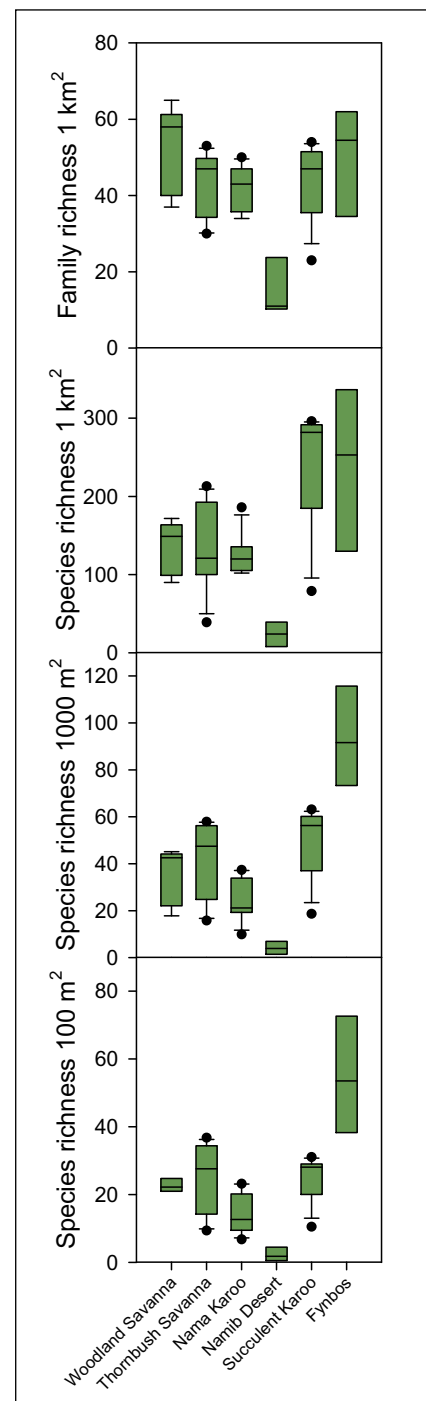 Family richness 1 km²
80
60
40
20
0
Species richness 1 km²
300
200
100
0
Species richness 1000 m²
120
100
80
60
40
20
0
Species richness 100 m²
80
60
40
20
0
Woodland Savanna
Thornbush Savanna
Nama Karoo
Namib Desert
Succulent Karoo
Fynbos